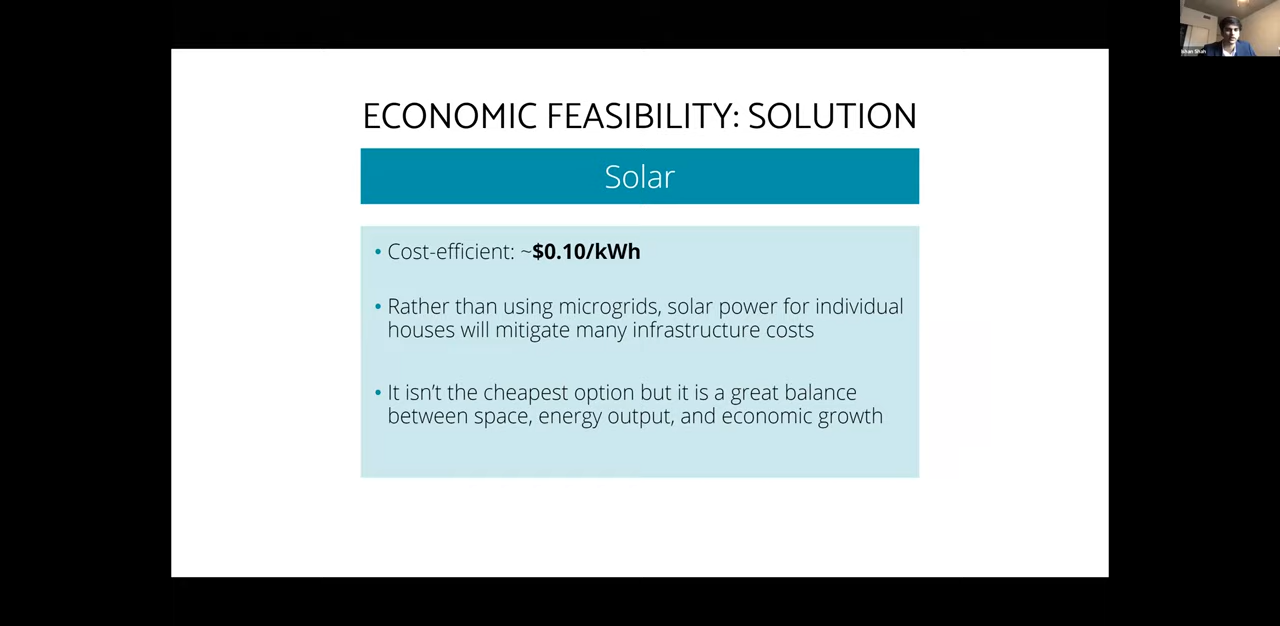 ECONOMIC FEASIBILITY: SOLUTION
Solar
• Cost-efficient: ~$0.10/kWh
• Rather than using microgrids, solar power for individual
houses will mitigate many infrastructure costs
• It isn't the cheapest option but it is a great balance
between space, energy output, and economic growth
Shah